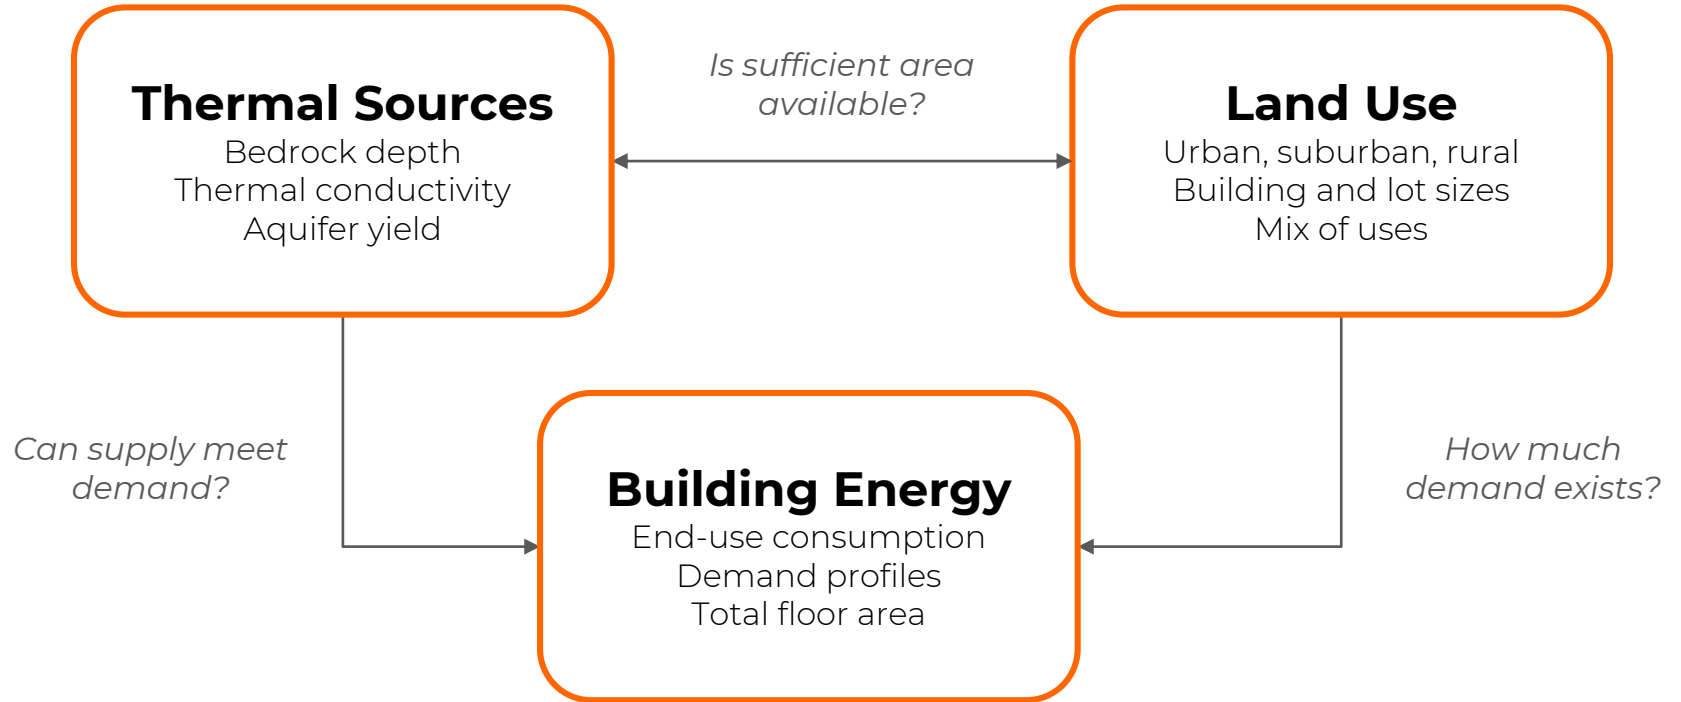 Thermal Sources
Bedrock depth
Thermal conductivity
Aquifer yield
Is sufficient area
available?
Land Use
Urban, suburban, rural
Building and lot sizes
Mix of uses
Can supply meet
demand?
Building Energy
End-use consumption
Demand profiles
Total floor area
How much
demand exists?